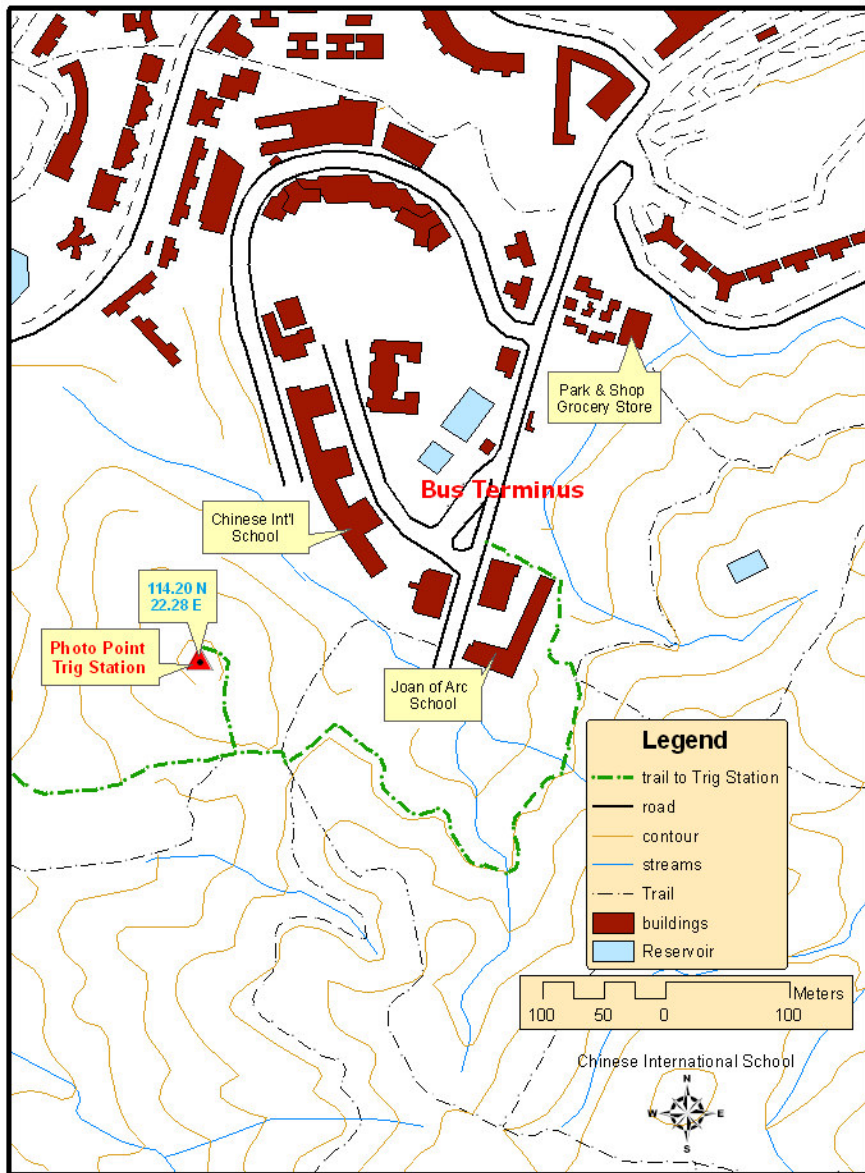 Park & Shop
Grocery Store
Bus Terminus
Chinese Int'l
School
114.20 N
22.28 E
Photo Point
Trig Station
Joan of Arc
School
Legend
trail to Trig Station
road
contour
streams
Trail
buildings
Reservoir
Meters
100 50 0 100
Chinese International School
N
W E
S